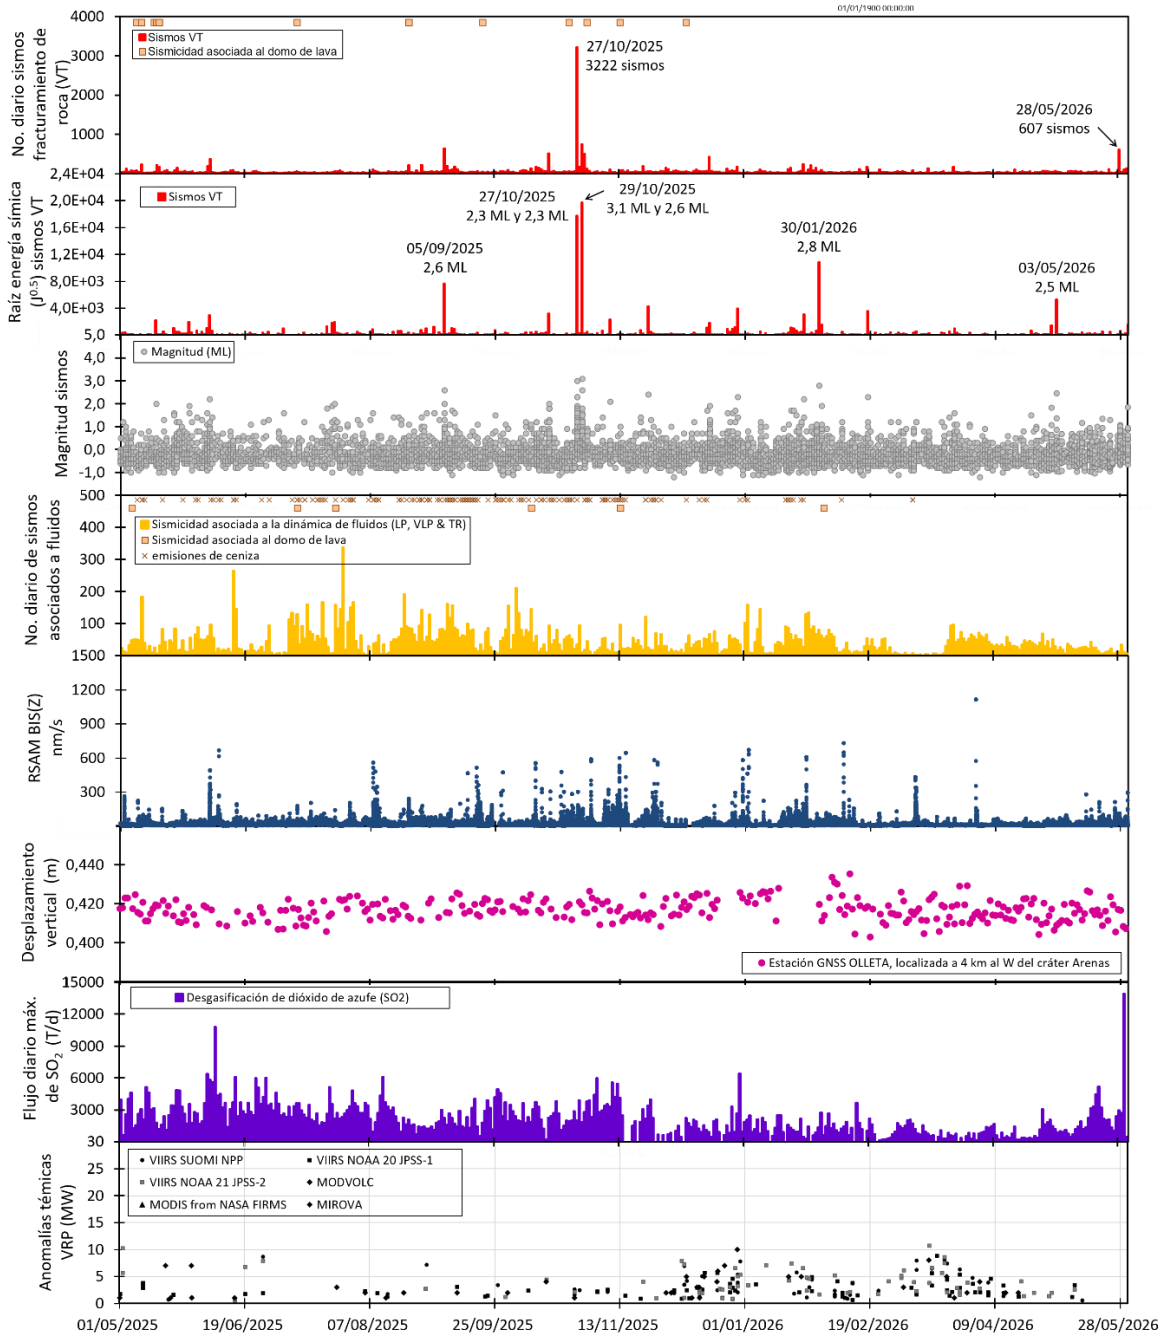 01/01/1900 00:00:00
No. diario sismos
fracturamiento de
roca (VT)
4000
3000
2000
1000
Sismos VT
Sismicidad asociada al domo de lava
27/10/2025
3222 sismos
28/05/2026
607 sismos
Raíz energía símica
(J0.5) sismos VT
2,4E+04
2,0E+04
1,6E+04
1,2E+04
8,0E+03
4,0E+03
Sismos VT
05/09/2025
2,6 ML
27/10/2025
2,3 ML y 2,3 ML
29/10/2025
3,1 ML y 2,6 ML
30/01/2026
2,8 ML
03/05/2026
2,5 ML
Magnitud sismos
5,0
4,0
3,0
2,0
1,0
0,0
-1,0
Magnitud (ML)
No. diario de sismos
asociados a fluidos
500
400
300
200
100
Sismicidad asociada a la dinámica de fluidos (LP, VLP & TR)
Sismicidad asociada al domo de lava
emisiones de ceniza
RSAM BIS(Z)
nm/s
1500
1200
900
600
300
Desplazamiento
vertical (m)
0,440
0,420
0,400
Estación GNSS OLLETA, localizada a 4 km al W del cráter Arenas
Flujo diario máx.
de SO2 (T/d)
15000
12000
9000
6000
3000
Desgasificación de dióxido de azufe (SO2)
Anomalías témicas
VRP (MW)
30
25
20
15
10
5
0
VIIRS SUOMI NPP
VIIRS NOAA 20 JPSS-1
VIIRS NOAA 21 JPSS-2
MODVOLC
MODIS from NASA FIRMS
MIROVA
01/05/2025
19/06/2025
07/08/2025
25/09/2025
13/11/2025
01/01/2026
19/02/2026
09/04/2026
28/05/2026